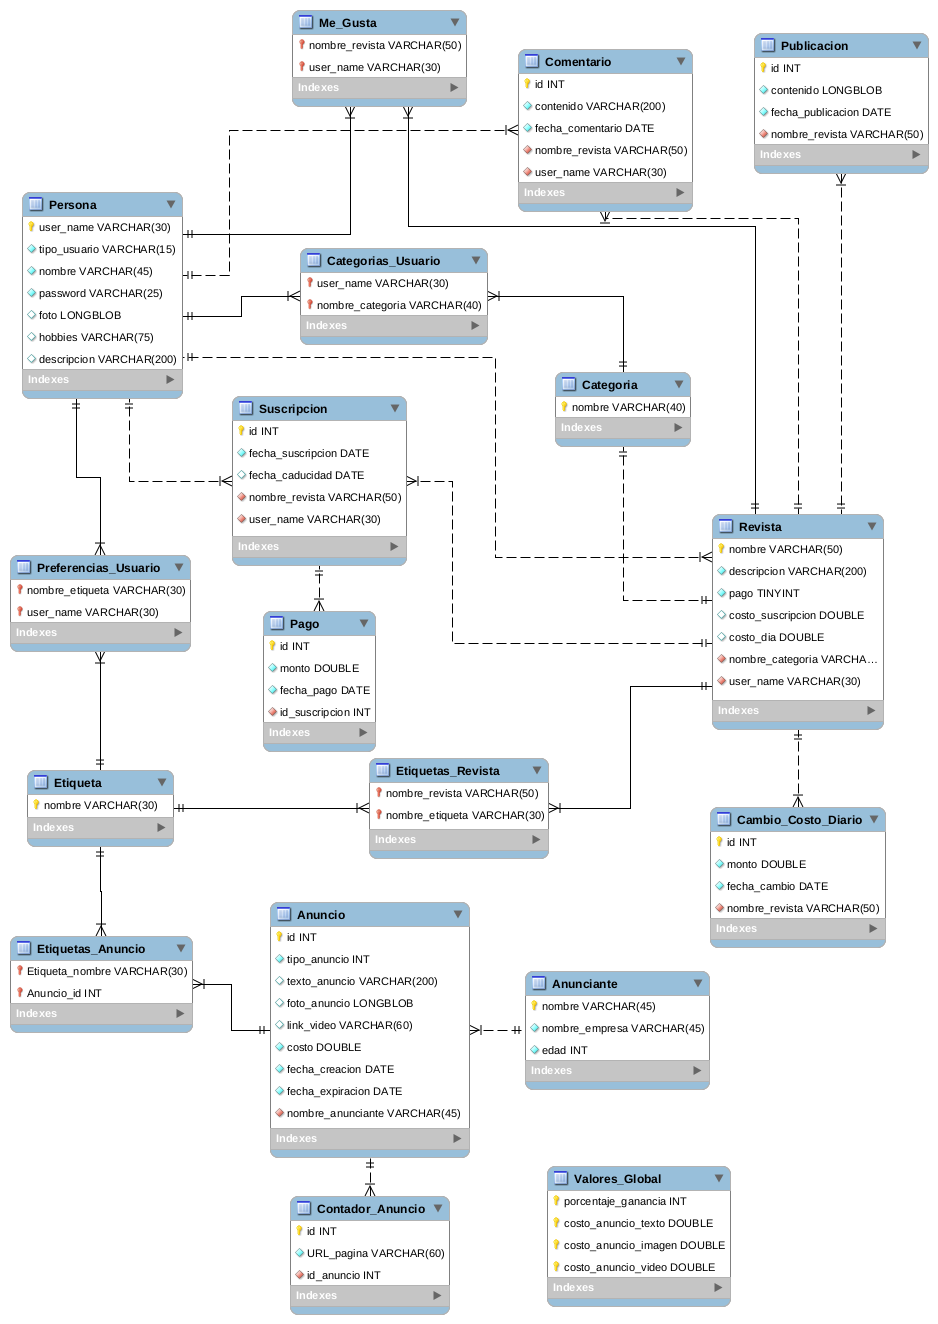 Me_Gusta
nombre_revista VARCHAR(50)
user_name VARCHAR(30)
Indexes
Comentario
id INT
contenido VARCHAR(200)
fecha_comentario DATE
nombre_revista VARCHAR(50)
user_name VARCHAR(30)
Indexes
Publicacion
id INT
contenido LONGBLOB
fecha_publicacion DATE
nombre_revista VARCHAR(50)
Indexes
Persona
user_name VARCHAR(30)
tipo_usuario VARCHAR(15)
nombre VARCHAR(45)
password VARCHAR(25)
foto LONGBLOB
hobbies VARCHAR(75)
descripcion VARCHAR(200)
Indexes
Categorias_Usuario
user_name VARCHAR(30)
nombre_categoria VARCHAR(40)
Indexes
Categoria
nombre VARCHAR(40)
Indexes
Suscripcion
id INT
fecha_suscripcion DATE
fecha_caducidad DATE
nombre_revista VARCHAR(50)
user_name VARCHAR(30)
Indexes
Revista
nombre VARCHAR(50)
descripcion VARCHAR(200)
pago TINYINT
costo_suscripcion DOUBLE
costo_dia DOUBLE
nombre_categoria VARCHA...
user_name VARCHAR(30)
Indexes
Preferencias_Usuario
nombre_etiqueta VARCHAR(30)
user_name VARCHAR(30)
Indexes
Pago
id INT
monto DOUBLE
fecha_pago DATE
id_suscripcion INT
Indexes
Etiqueta
nombre VARCHAR(30)
Indexes
Etiquetas_Revista
nombre_revista VARCHAR(50)
nombre_etiqueta VARCHAR(30)
Indexes
Cambio_Costo_Diario
id INT
monto DOUBLE
fecha_cambio DATE
nombre_revista VARCHAR(50)
Indexes
Etiquetas_Anuncio
Etiqueta_nombre VARCHAR(30)
Anuncio_id INT
Indexes
Anuncio
id INT
tipo_anuncio INT
texto_anuncio VARCHAR(200)
foto_anuncio LONGBLOB
link_video VARCHAR(60)
costo DOUBLE
fecha_creacion DATE
fecha_expiracion DATE
nombre_anunciante VARCHAR(45)
Indexes
Anunciante
nombre VARCHAR(45)
nombre_empresa VARCHAR(45)
edad INT
Indexes
Contador_Anuncio
id INT
URL_pagina VARCHAR(60)
id_anuncio INT
Indexes
Valores_Global
porcentaje_ganancia INT
costo_anuncio_texto DOUBLE
costo_anuncio_imagen DOUBLE
costo_anuncio_video DOUBLE
Indexes